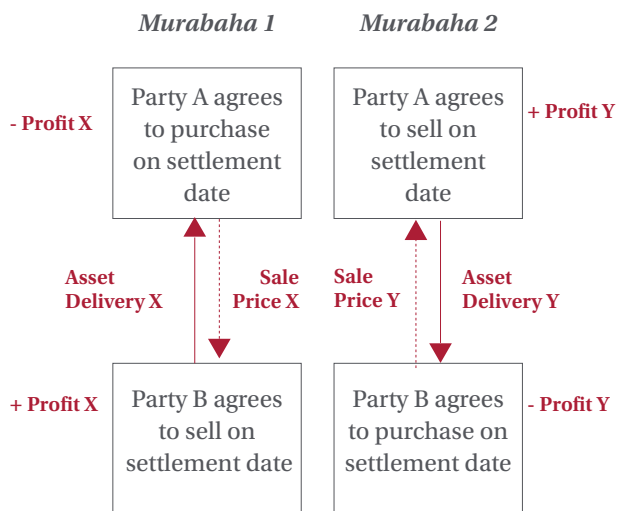 Murabaha 1
Murabaha 2
- Profit X
Party A agrees
to purchase
on settlement
date
Party A agrees
to sell on
settlement
date
+ Profit Y
Asset
Delivery X
Sale
Price X
Sale
Price Y
Asset
Delivery Y
+ Profit X
Party B agrees
to sell on
settlement date
Party B agrees
to purchase on
settlement date
- Profit Y